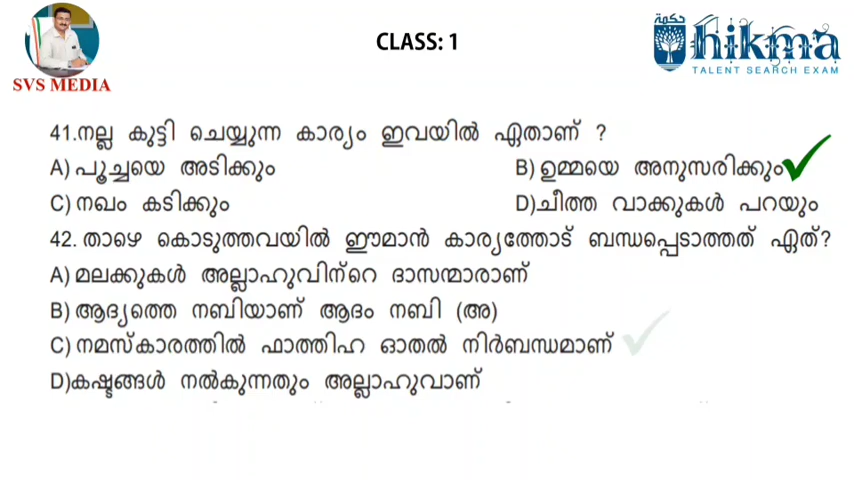 SVS MEDIA
CLASS: 1
حكمة
hikma
TALENT SEARCH EXAM
41.നല്ല കുട്ടി ചെയ്യുന്ന കാര്യം ഇവയിൽ ഏതാണ് ?
A) പൂച്ചയെ അടിക്കും B) ഉമ്മയെ അനുസരിക്കും
C) നഖം കടിക്കും D)ചീത്ത വാക്കുകൾ പറയും
42. താഴെ കൊടുത്തവയിൽ ഈമാൻ കാര്യത്തോട് ബന്ധപ്പെടാത്തത് ഏത്?
A) മലക്കുകൾ അല്ലാഹുവിന്റെ ദാസന്മാരാണ്
B) ആദ്യത്തെ നബിയാണ് ആദം നബി (അ)
C) നമസ്കാരത്തിൽ ഫാത്തിഹ ഓതൽ നിർബന്ധമാണ്
D)കഷ്ടങ്ങൾ നൽകുന്നതും അല്ലാഹുവാണ്